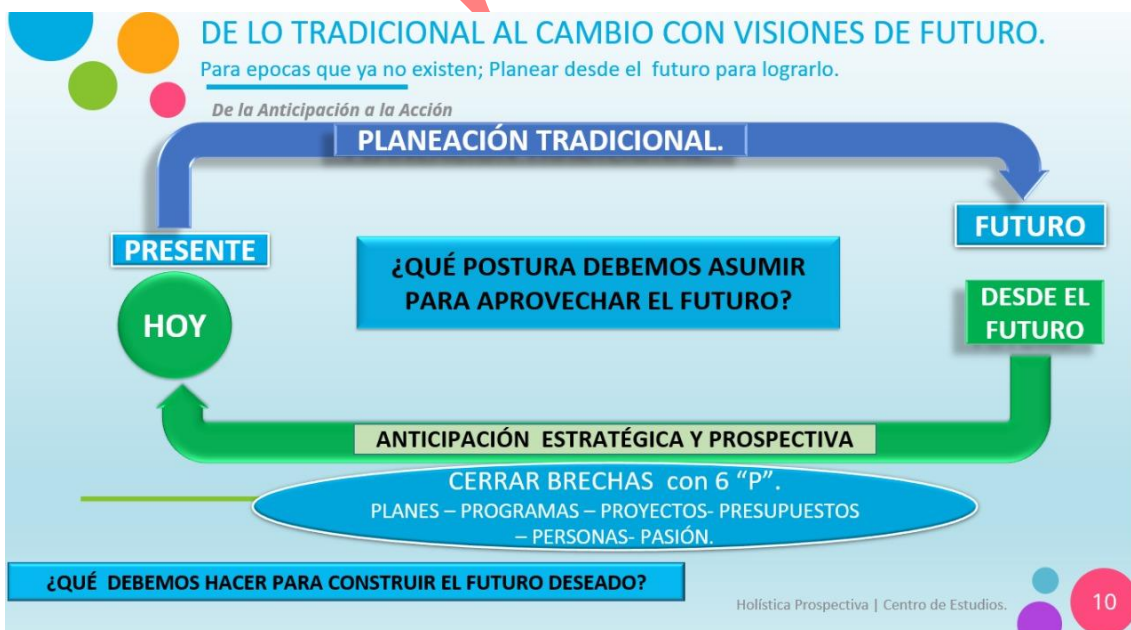 DE LO TRADICIONAL AL CAMBIO CON VISIONES DE FUTURO.
Para epocas que ya no existen; Planear desde el futuro para lograrlo.
De la Anticipación a la Acción
PLANEACIÓN TRADICIONAL.
PRESENTE
FUTURO
¿QUÉ POSTURA DEBEMOS ASUMIR
PARA APROVECHAR EL FUTURO?
HOY
DESDE EL
FUTURO
ANTICIPACIÓN ESTRATÉGICA Y PROSPECTIVA
CERRAR BRECHAS con 6 “P”.
PLANES – PROGRAMAS – PROYECTOS- PRESUPUESTOS
– PERSONAS- PASIÓN.
¿QUÉ DEBEMOS HACER PARA CONSTRUIR EL FUTURO DESEADO?
Holística Prospectiva | Centro de Estudios.
10